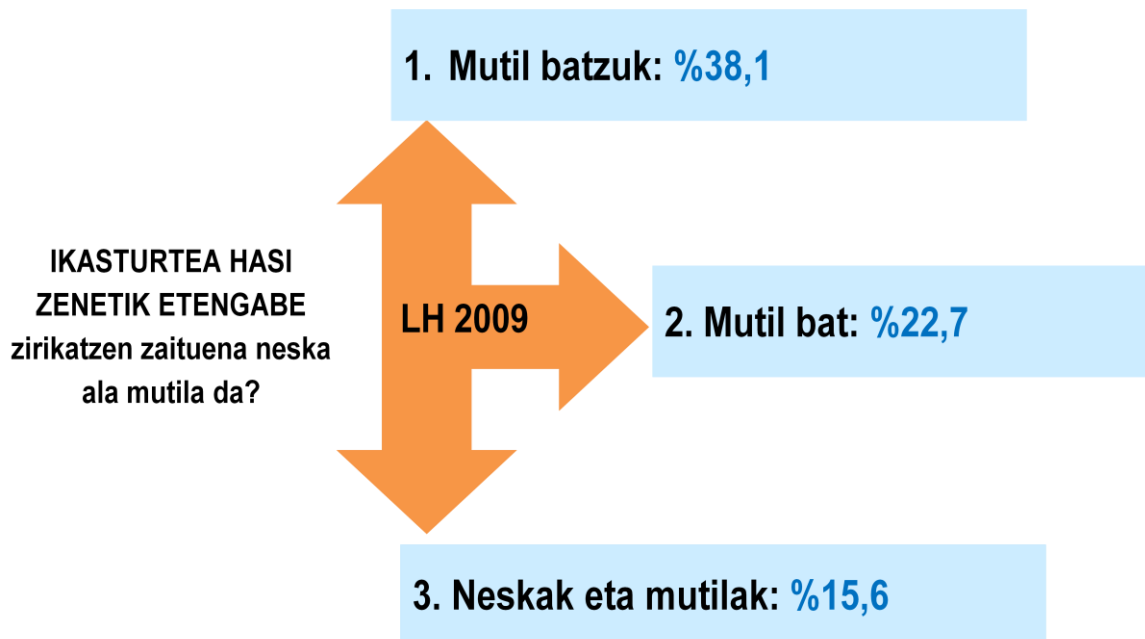 1. Mutil batzuk: %38,1
IKASTURTEA HASI
ZENETIK ETENGABE
zirikatzen zaituena neska
ala mutila da?
LH 2009
2. Mutil bat: %22,7
3. Neskak eta mutilak: %15,6